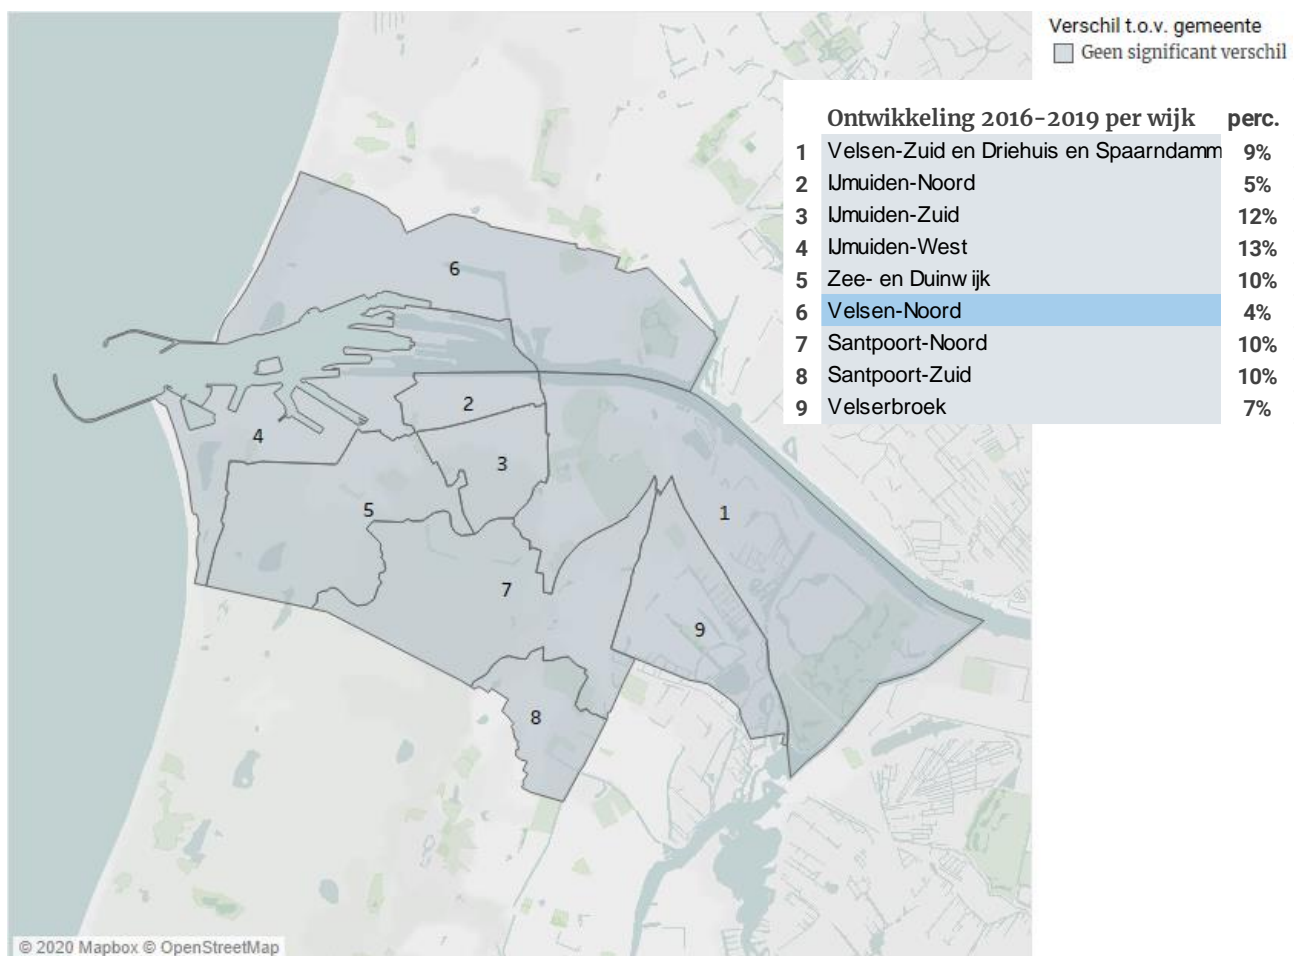 Verschil t.o.v. gemeente
Geen significant verschil
Ontwikkeling 2016-2019 per wijk perc.
1 Velsen-Zuid en Driehuis en Spaarndamm 9%
2 IJmuiden-Noord 5%
3 IJmuiden-Zuid 12%
4 IJmuiden-West 13%
5 Zee- en Duinwijk 10%
6 Velsen-Noord 4%
7 Santpoort-Noord 10%
8 Santpoort-Zuid 10%
9 Velserbroek 7%
6
2
4
3
5
1
7
9
8
© 2020 Mapbox © OpenStreetMap